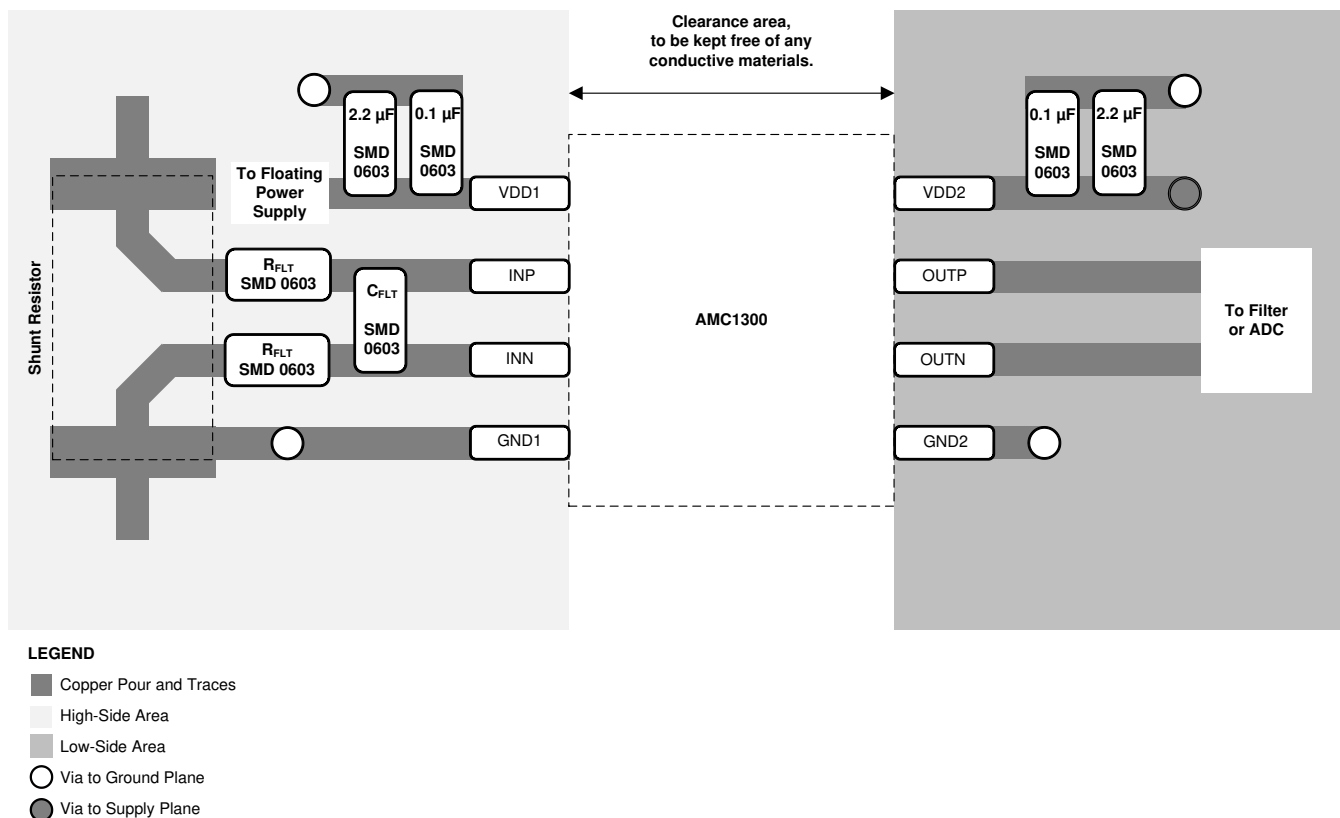 Clearance area,
to be kept free of any
conductive materials.
2.2 µF
SMD
0603
0.1 µF
SMD
0603
To Floating
Power
Supply
VDD1
Shunt Resistor
RFLT
SMD 0603
CFLT
SMD
0603
INP
RFLT
SMD 0603
INN
GND1
AMC1300
0.1 µF
SMD
0603
2.2 µF
SMD
0603
VDD2
OUTP
OUTN
To Filter
or ADC
GND2
LEGEND
Copper Pour and Traces
High-Side Area
Low-Side Area
Via to Ground Plane
Via to Supply Plane